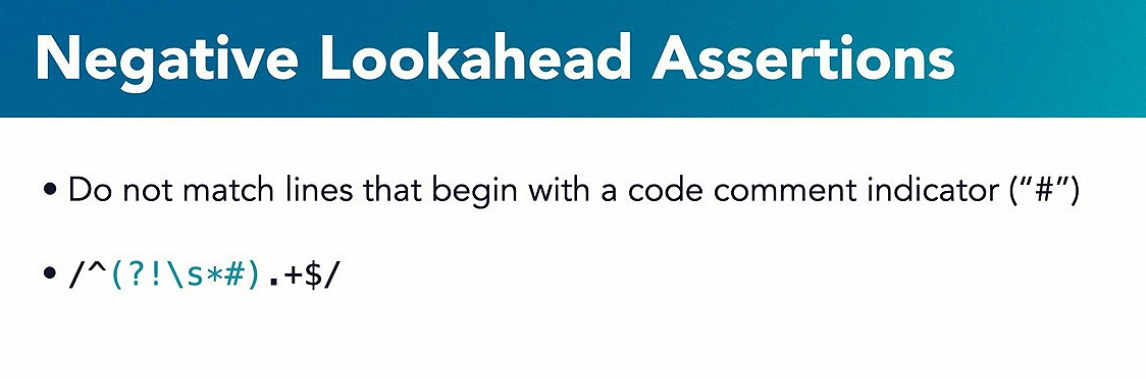 Negative Lookahead Assertions
• Do not match lines that begin with a code comment indicator (“#”)
• /^(?!\s*#).+$/